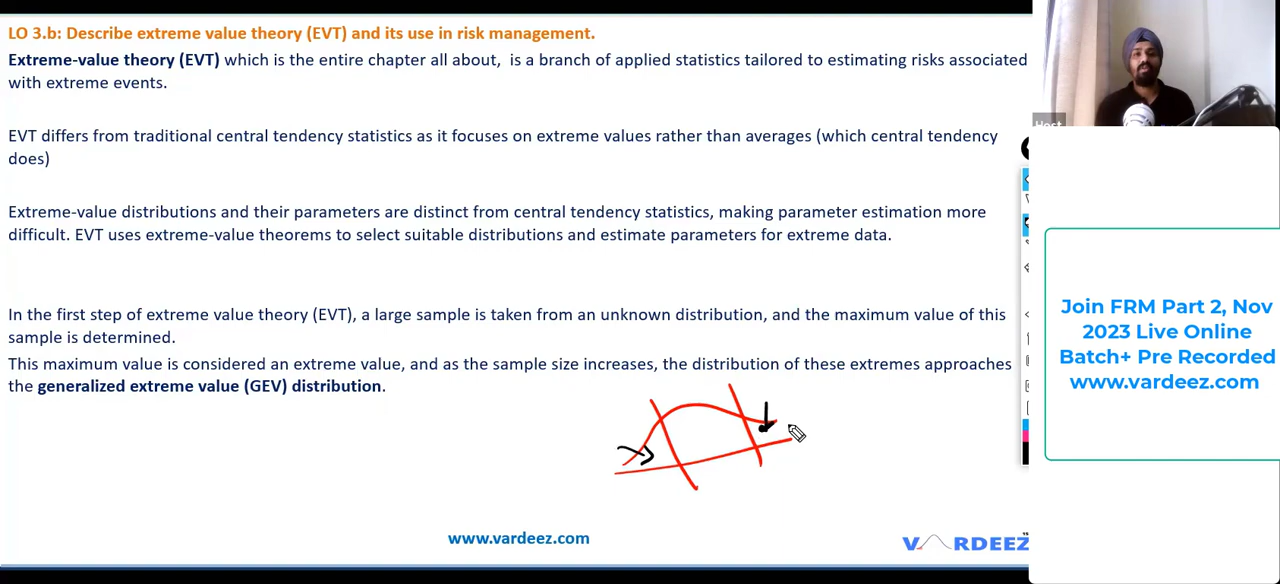 LO 3.b: Describe extreme value theory (EVT) and its use in risk management.
Extreme-value theory (EVT) which is the entire chapter all about, is a branch of applied statistics tailored to estimating risks associated
with extreme events.
EVT differs from traditional central tendency statistics as it focuses on extreme values rather than averages (which central tendency
does)
Extreme-value distributions and their parameters are distinct from central tendency statistics, making parameter estimation more
difficult. EVT uses extreme-value theorems to select suitable distributions and estimate parameters for extreme data.
In the first step of extreme value theory (EVT), a large sample is taken from an unknown distribution, and the maximum value of this
sample is determined.
This maximum value is considered an extreme value, and as the sample size increases, the distribution of these extremes approaches
the generalized extreme value (GEV) distribution.
www.vardeez.com
VARDEEZ
Host
Join FRM Part 2, Nov
2023 Live Online
Batch+ Pre Recorded
www.vardeez.com